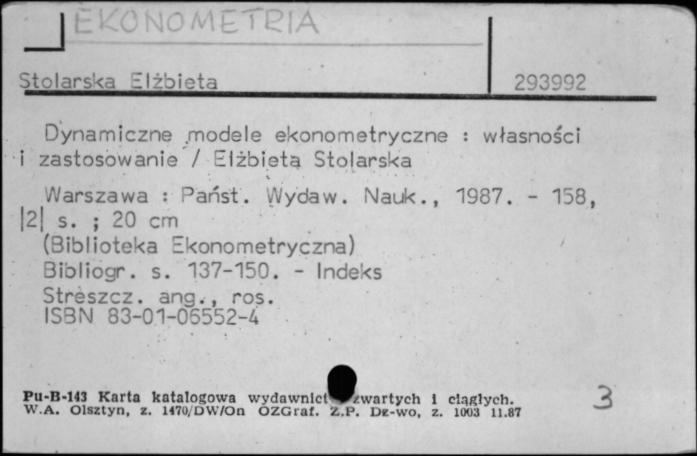 EKONOMETRIA
Stolarska Elżbieta 293992
Dynamiczne modele ekonometryczne : własności
i zastosowanie / Elżbieta Stolarska
Warszawa : Państ. Wydaw. Nauk., 1987. - 158,
|2| s. ; 20 cm
(Biblioteka Ekonometryczna)
Bibliogr. s. 137-150. - Indeks
Streszcz. ang., ros.
ISBN 83-01-06552-4
Pu-B-143 Karta katalogowa wydawnict zwartych i ciągłych.
W.A. Olsztyn, z. 1470/DW/On OZGraf. Z.P. Dz-wo, z. 1003 11.87
3